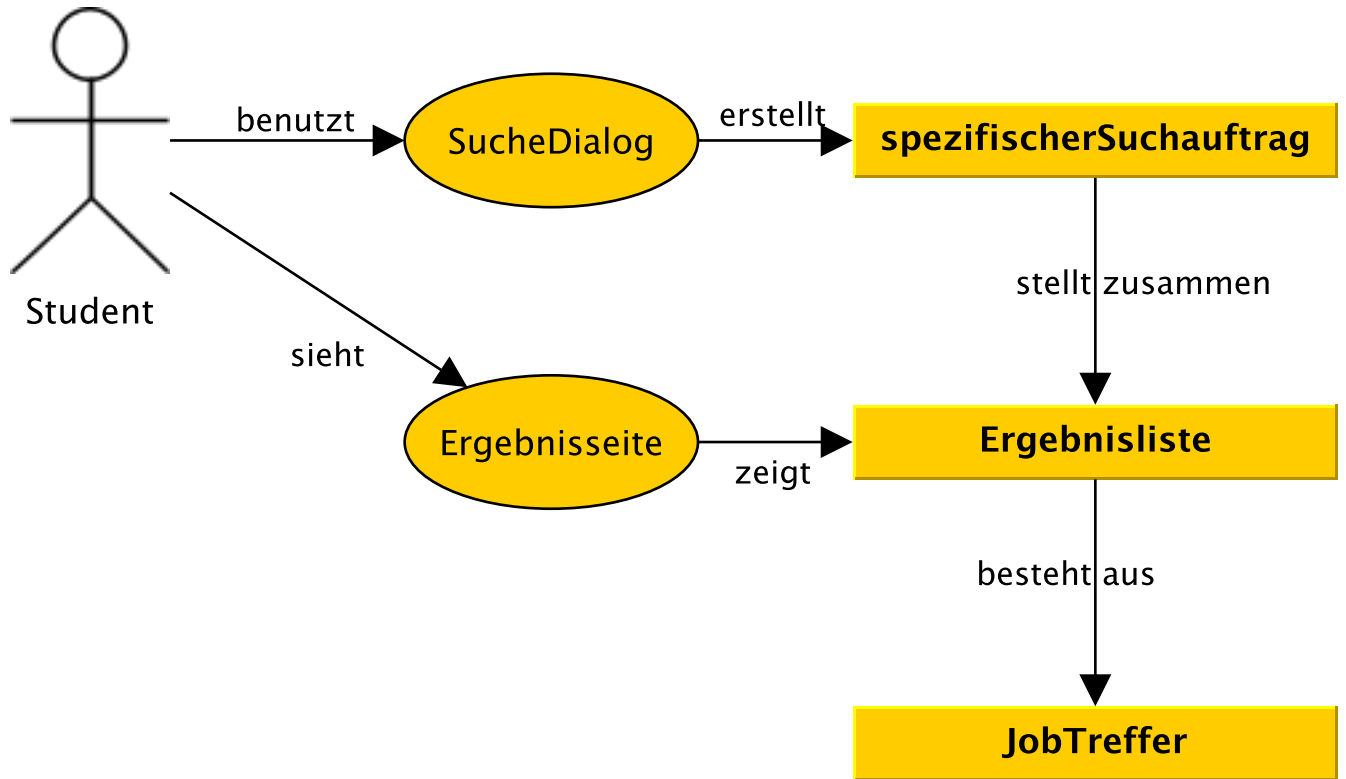 benutzt
erstellt
SucheDialog
spezifischerSuchauftrag
Student
stellt zusammen
sieht
Ergebnisseite
zeigt
Ergebnisliste
besteht aus
JobTreffer